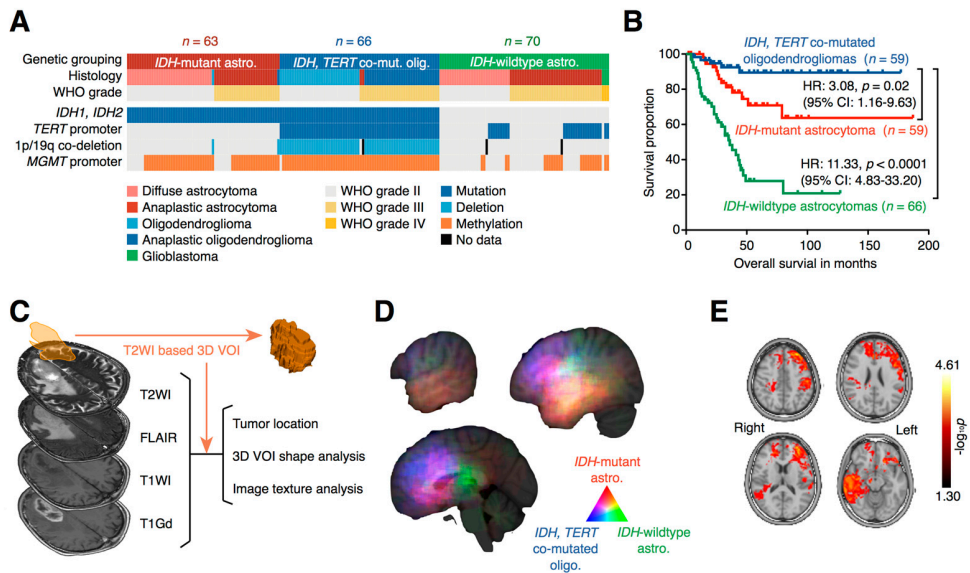 A
n = 63
n = 66
n = 70
Genetic grouping
IDH-mutant astro.
IDH, TERT co-mut. olig.
IDH-wildtype astro.
Histology
WHO grade
IDH1, IDH2
TERT promoter
1p/19q co-deletion
MGMT promoter
Diffuse astrocytoma
Anaplastic astrocytoma
Oligodendroglioma
Anaplastic oligodendroglioma
Glioblastoma
WHO grade II
WHO grade III
WHO grade IV
Mutation
Deletion
Methylation
No data
B
Survival proportion
100
80
60
40
20
0
0
50
100
150
200
Overall survial in months
IDH, TERT co-mutated
oligodendrogliomas (n = 59)
HR: 3.08, p = 0.02
(95% CI: 1.16-9.63)
IDH-mutant astrocytoma (n = 59)
HR: 11.33, p < 0.0001
(95% CI: 4.83-33.20)
IDH-wildtype astrocytomas (n = 66)
C
T2WI based 3D VOI
T2WI
FLAIR
T1WI
T1Gd
Tumor location
3D VOI shape analysis
Image texture analysis
D
IDH-mutant
astro.
IDH, TERT
co-mutated
oligo.
IDH-wildtype
astro.
E
Right
Left
4.61
-log10p
1.30